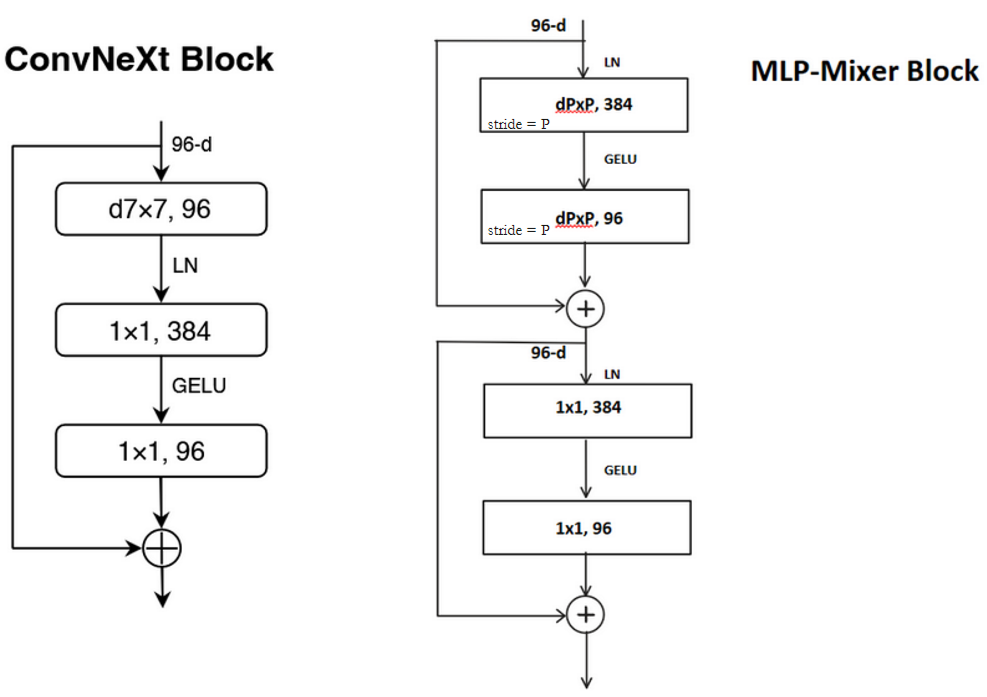 ConvNeXt Block
96-d
d7×7, 96
LN
1×1, 384
GELU
1×1, 96
96-d
LN
dPxP, 384
stride = P
GELU
dPxP, 96
stride = P
96-d
LN
1x1, 384
GELU
1x1, 96
MLP-Mixer Block